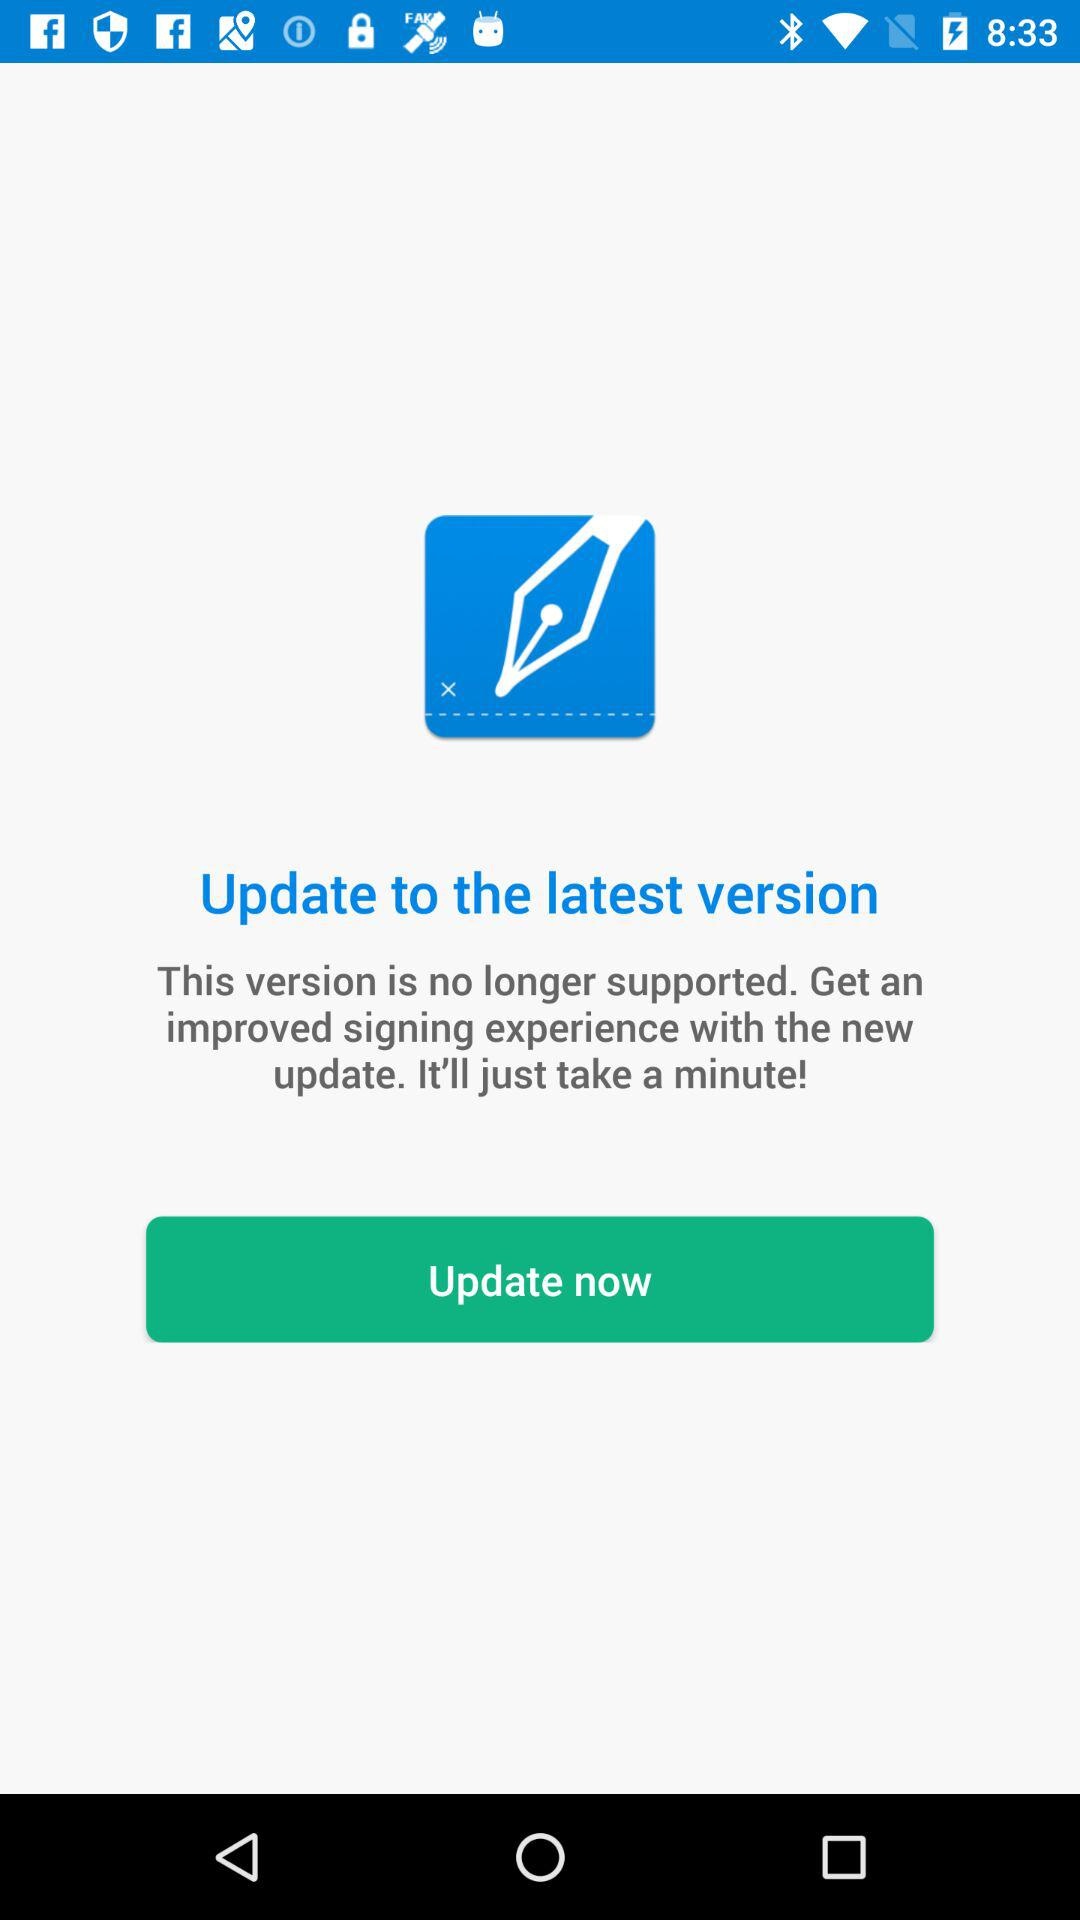 FAKE 8:33
Update to the latest version
This version is no longer supported. Get an
improved signing experience with the new
update. It'll just take a minute!
Update now